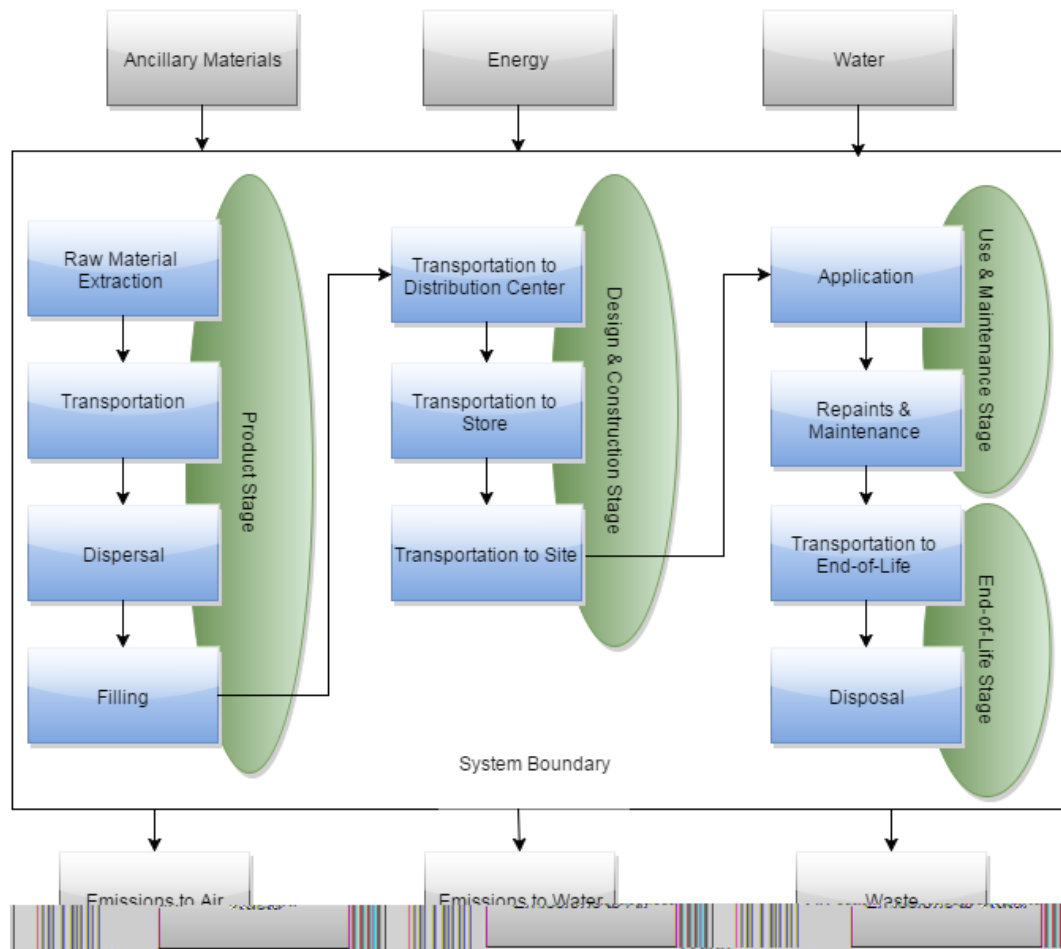 Ancillary Materials
Energy
Water
Raw Material
Extraction
Transportation
Dispersal
Filling
Product Stage
Transportation to
Distribution Center
Transportation to
Store
Transportation to Site
Design & Construction Stage
Application
Repaints &
Maintenance
Use & Maintenance Stage
Transportation to
End-of-Life
Disposal
End-of-Life Stage
System Boundary
Emissions to Air
Emissions to Water
Waste